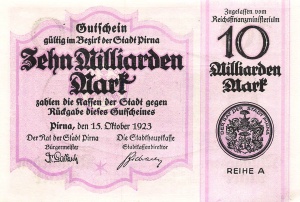 Gutschein
gültig im Bezirk der Stadt Pirna
Zehn Milliarden
Mark
zahlen die Kassen der Stadt gegen
Rückgabe dieses Gutscheines
Pirna, den 15. Oktober 1923
Der Rat der Stadt Pirna
Bürgermeister
Die Stadthauptkasse
Stadtkassendirektor
Zugelassen vom
Reichsfinanzministerium
10
Milliarden
Mark
REIHE A